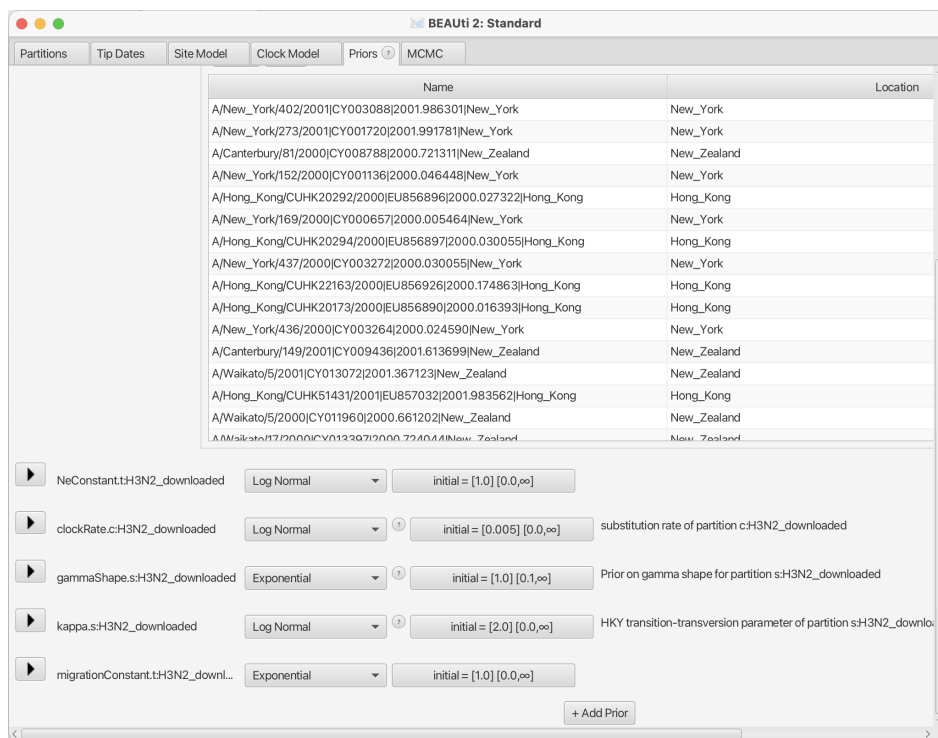 BEAUti 2: Standard
Partitions Tip Dates Site Model Clock Model Priors ? MCMC
Name Location
A/New_York/402/2001|CY003088|2001.986301|New_York New_York
A/New_York/273/2001|CY001720|2001.991781|New_York New_York
A/Canterbury/81/2000|CY008788|2000.721311|New_Zealand New_Zealand
A/New_York/152/2000|CY001136|2000.046448|New_York New_York
A/Hong_Kong/CUHK20292/2000|EU856896|2000.027322|Hong_Kong Hong_Kong
A/New_York/169/2000|CY000657|2000.005464|New_York New_York
A/Hong_Kong/CUHK20294/2000|EU856897|2000.030055|Hong_Kong Hong_Kong
A/New_York/437/2000|CY003272|2000.030055|New_York New_York
A/Hong_Kong/CUHK22163/2000|EU856926|2000.174863|Hong_Kong Hong_Kong
A/Hong_Kong/CUHK20173/2000|EU856890|2000.016393|Hong_Kong Hong_Kong
A/New_York/436/2000|CY003264|2000.024590|New_York New_York
A/Canterbury/149/2001|CY009436|2001.613699|New_Zealand New_Zealand
A/Waikato/5/2001|CY013072|2001.367123|New_Zealand New_Zealand
A/Hong_Kong/CUHK51431/2001|EU857032|2001.983562|Hong_Kong Hong_Kong
A/Waikato/5/2000|CY011960|2000.661202|New_Zealand New_Zealand
A/Waikato/17/2000|CY013397|2000.724044|New_Zealand New_Zealand
NeConstant.t:H3N2_downloaded Log Normal initial = [1.0] [0.0,∞]
clockRate.c:H3N2_downloaded Log Normal ? initial = [0.005] [0.0,∞] substitution rate of partition c:H3N2_downloaded
gammaShape.s:H3N2_downloaded Exponential ? initial = [1.0] [0.1,∞] Prior on gamma shape for partition s:H3N2_downloaded
kappa.s:H3N2_downloaded Log Normal ? initial = [2.0] [0.0,∞] HKY transition-transversion parameter of partition s:H3N2_downloa
migrationConstant.t:H3N2_downl... Exponential initial = [1.0] [0.0,∞]
+ Add Prior